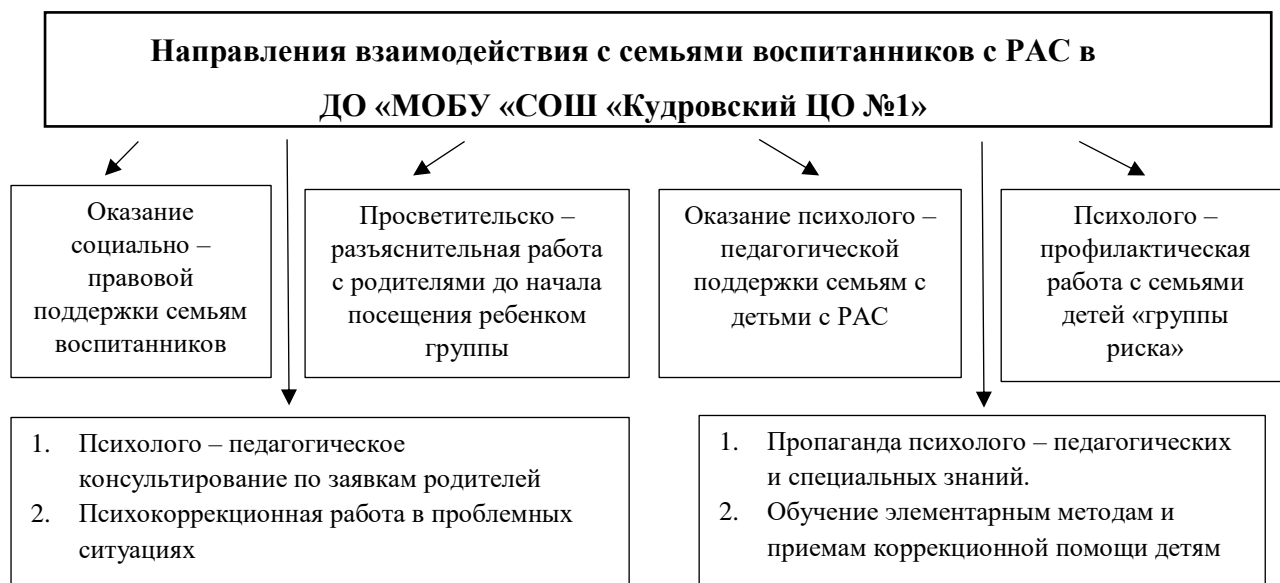 Направления взаимодействия с семьями воспитанников с РАС в
ДО «МОБУ «СОШ «Кудровский ЦО №1»
Оказание
социально –
правовой
поддержки семьям
воспитанников
Просветительско –
разъяснительная работа
с родителями до начала
посещения ребенком
группы
Оказание психолого –
педагогической
поддержки семьям с
детьми с РАС
Психолого –
профилактическая
работа с семьями
детей «группы
риска»
1. Психолого – педагогическое
консультирование по заявкам родителей
2. Психокоррекционная работа в проблемных
ситуациях
1. Пропаганда психолого – педагогических
и специальных знаний.
2. Обучение элементарным методам и
приемам коррекционной помощи детям